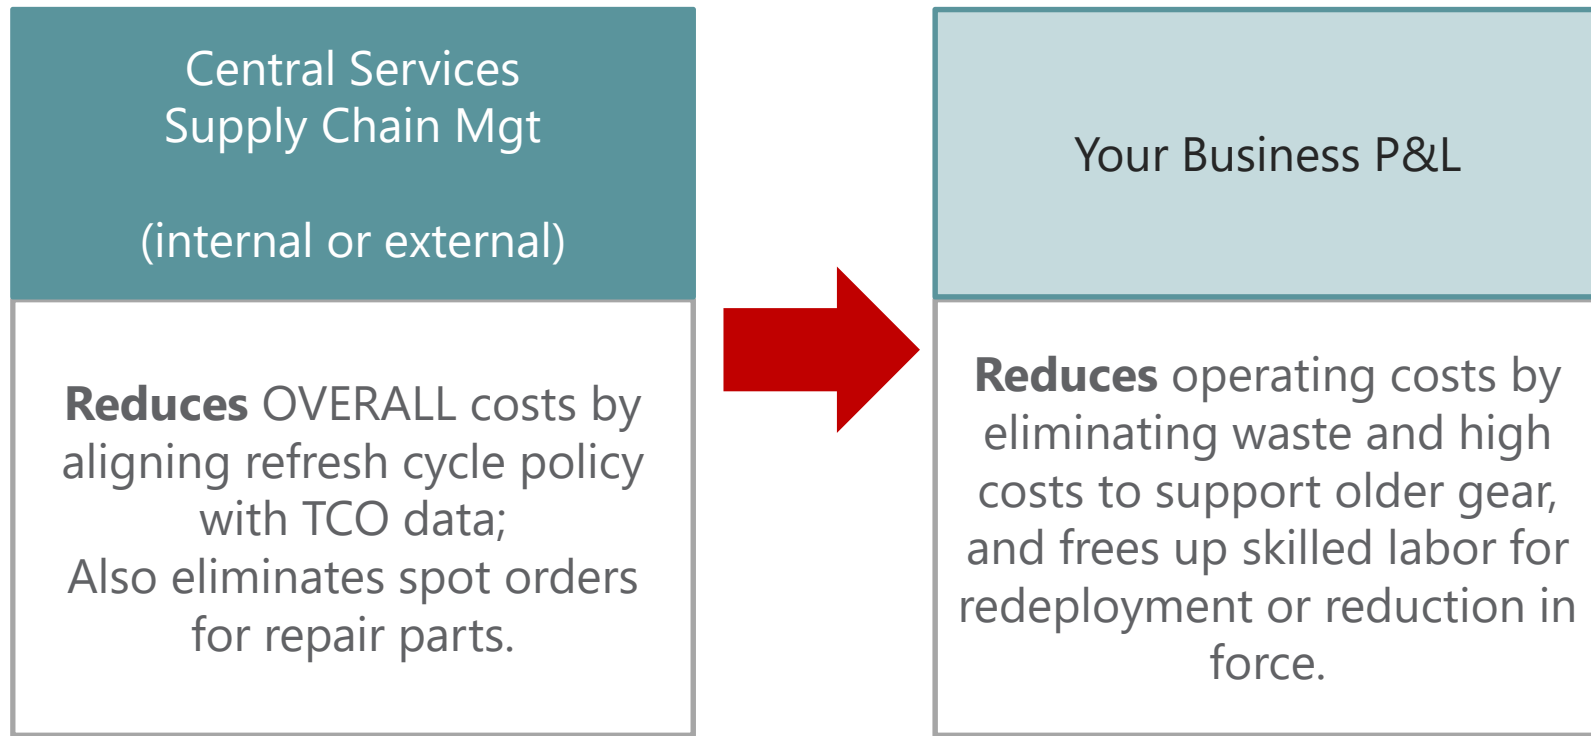 Central Services
Supply Chain Mgt
(internal or external)
Reduces OVERALL costs by
aligning refresh cycle policy
with TCO data;
Also eliminates spot orders
for repair parts.
Your Business P&L
Reduces operating costs by
eliminating waste and high
costs to support older gear,
and frees up skilled labor for
redeployment or reduction in
force.